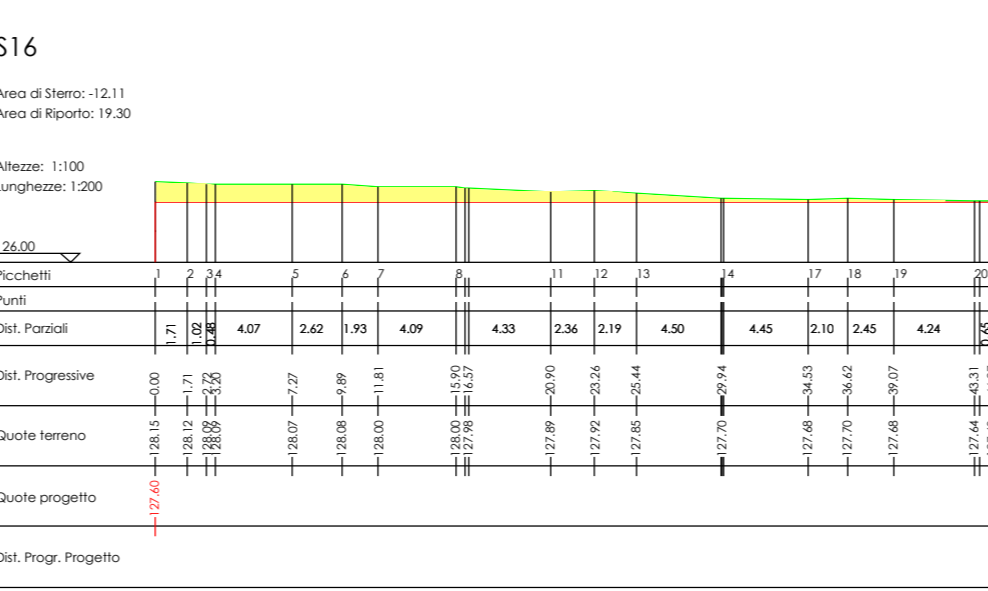 S16
Area di Sterro: -12.11
Area di Riporto: 19.30
Altezze: 1:100
Lunghezze: 1:200
26.00
Picchetti 1 2 3 4 5 6 7 8 11 12 13 14 17 18 19 20
Punti
Dist. Parziali 1.71 1.02 0.48 4.07 2.62 1.93 4.09 4.33 2.36 2.19 4.50 4.45 2.10 2.45 4.24 0.65
Dist. Progressive 0.00 1.71 2.72 3.20 7.27 9.89 11.81 15.90 16.57 20.90 23.26 25.44 29.94 34.53 36.62 39.07 43.31
Quote terreno 128.15 128.12 128.09 128.09 128.07 128.08 128.00 128.00 127.98 127.89 127.92 127.85 127.70 127.68 127.70 127.68 127.64
Quote progetto 127.60
Dist. Progr. Progetto